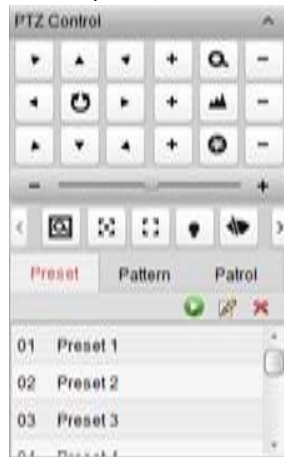 PTZ Control
Preset Pattern Patrol
01 Preset 1
02 Preset 2
03 Preset 3